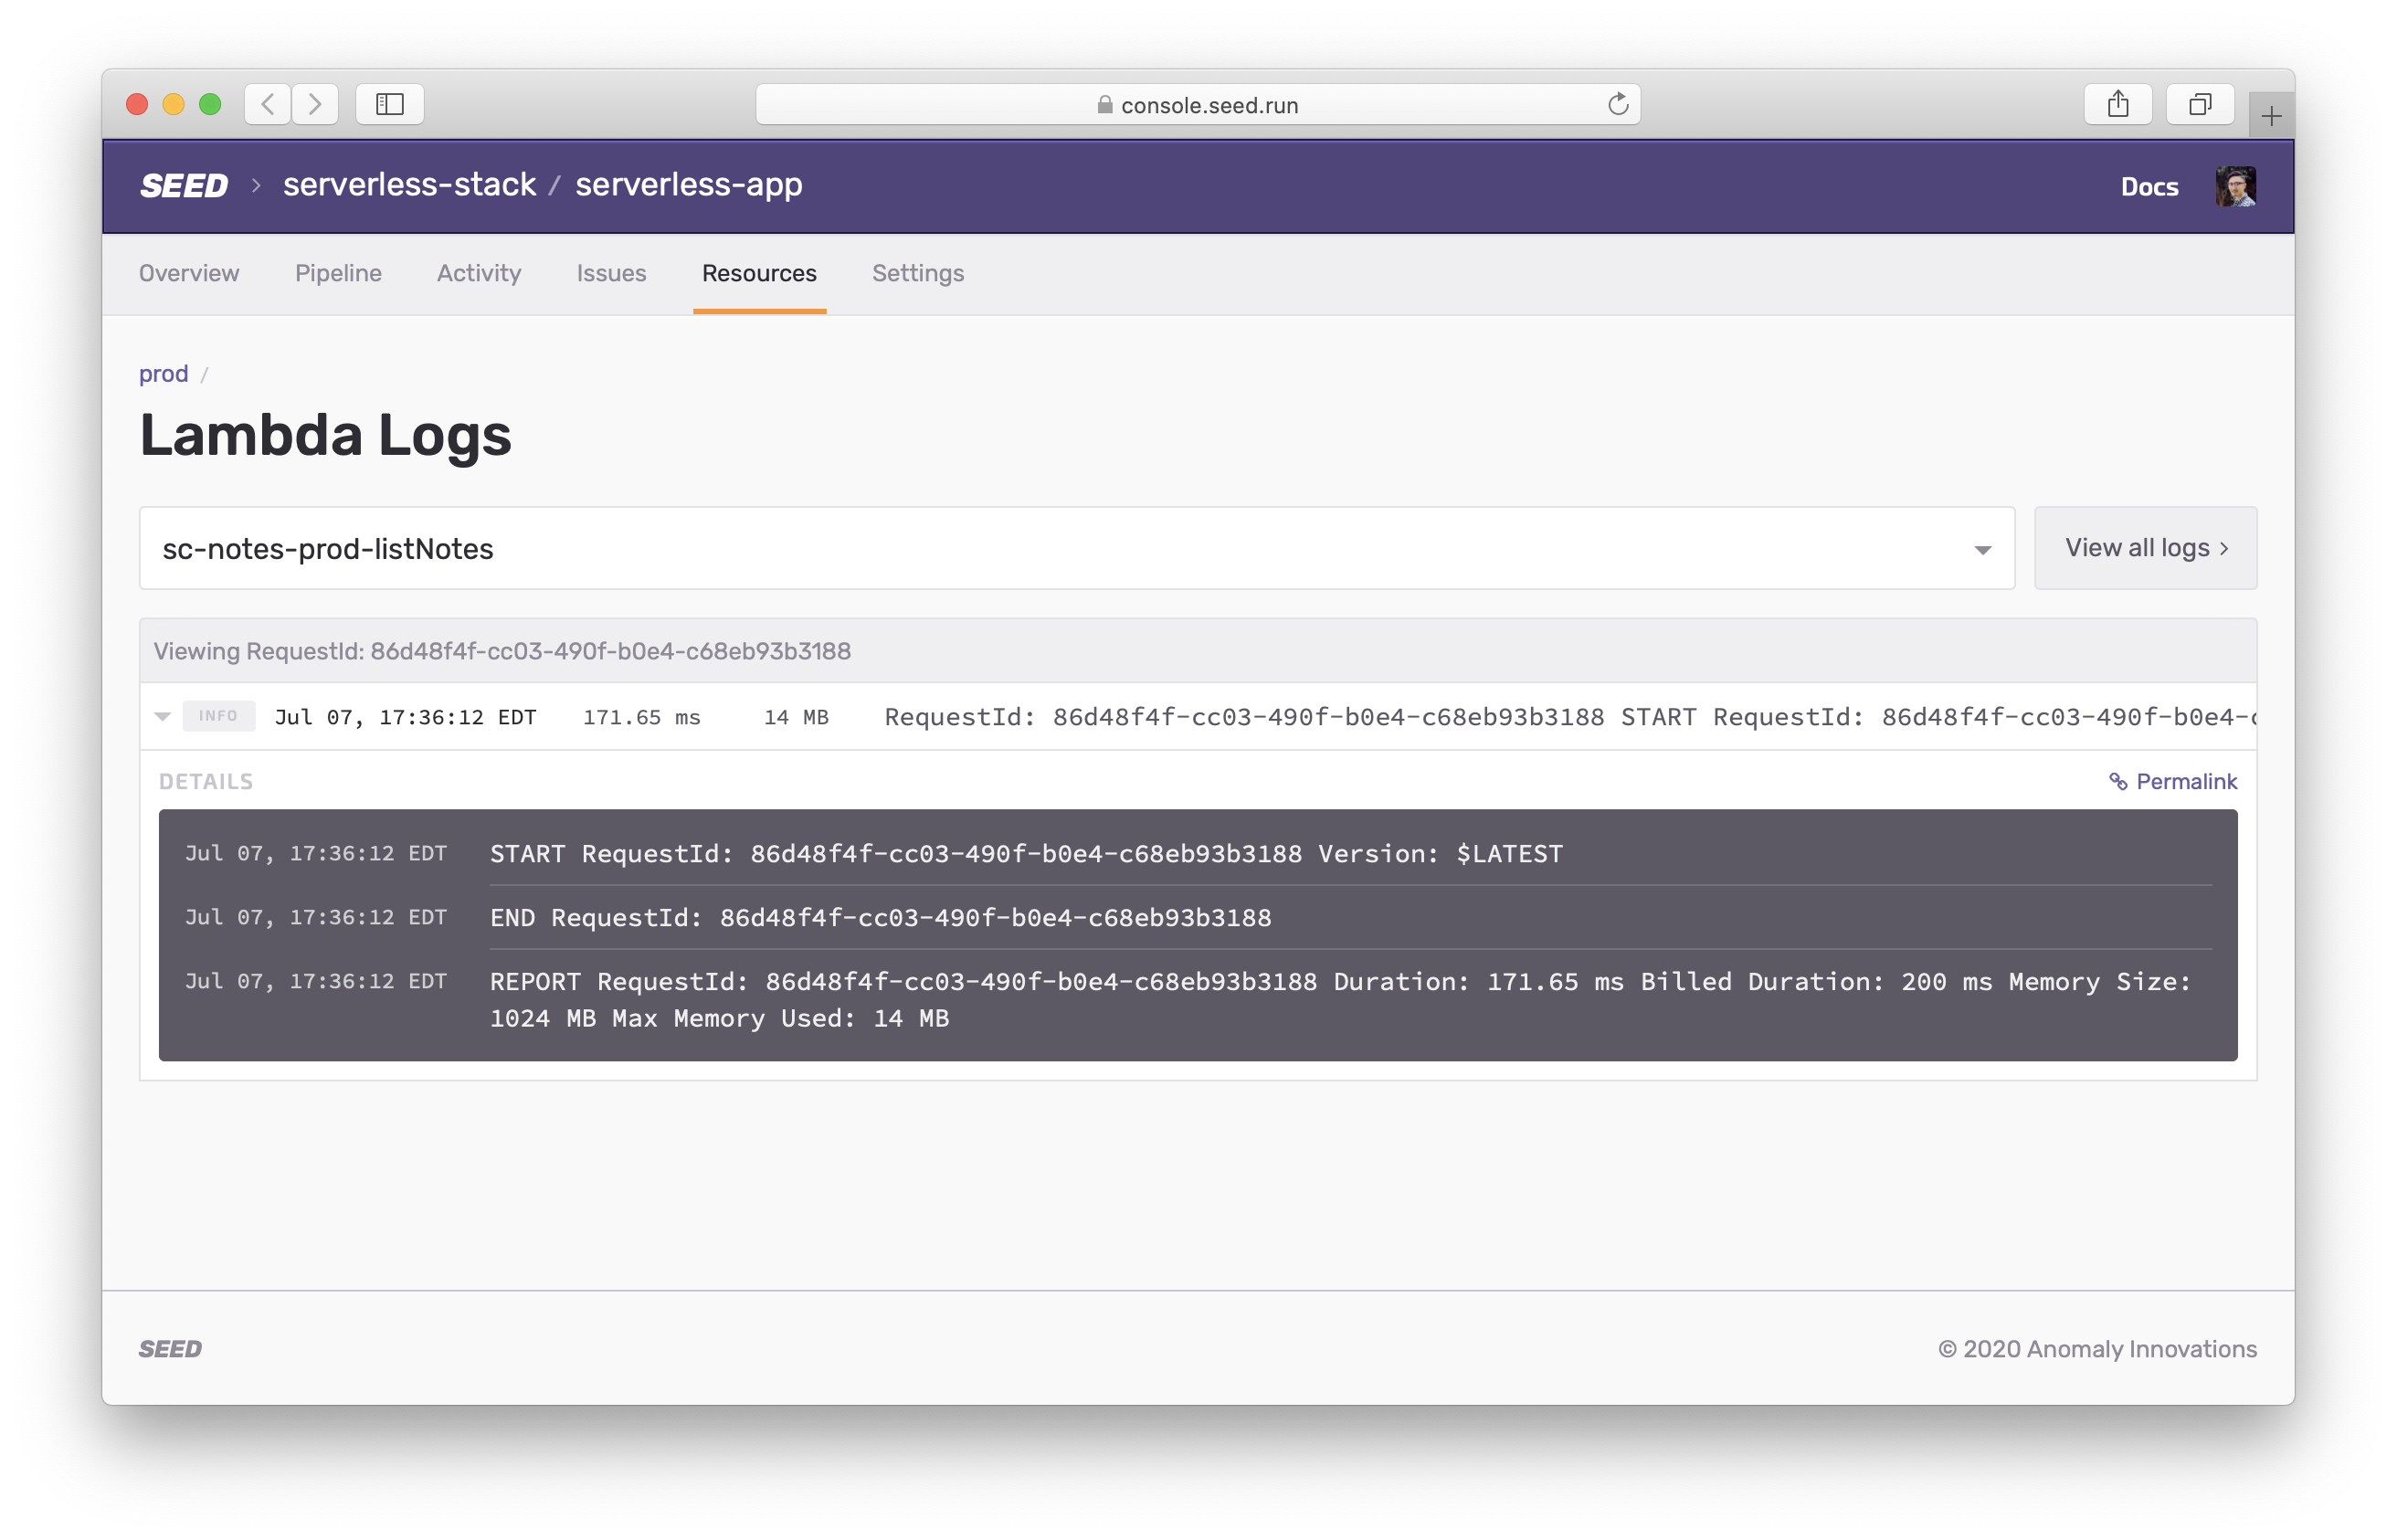 console.seed.run
SEED > serverless-stack / serverless-app
Docs
Overview Pipeline Activity Issues Resources Settings
prod /
Lambda Logs
sc-notes-prod-listNotes
View all logs >
Viewing RequestId: 86d48f4f-cc03-490f-b0e4-c68eb93b3188
INFO Jul 07, 17:36:12 EDT 171.65 ms 14 MB RequestId: 86d48f4f-cc03-490f-b0e4-c68eb93b3188 START RequestId: 86d48f4f-cc03-490f-b0e4-c
DETAILS
Permalink
Jul 07, 17:36:12 EDT START RequestId: 86d48f4f-cc03-490f-b0e4-c68eb93b3188 Version: $LATEST
Jul 07, 17:36:12 EDT END RequestId: 86d48f4f-cc03-490f-b0e4-c68eb93b3188
Jul 07, 17:36:12 EDT REPORT RequestId: 86d48f4f-cc03-490f-b0e4-c68eb93b3188 Duration: 171.65 ms Billed Duration: 200 ms Memory Size:
1024 MB Max Memory Used: 14 MB
SEED
© 2020 Anomaly Innovations